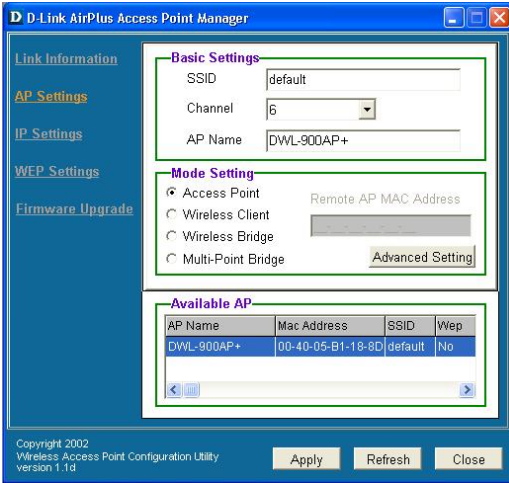 D D-Link AirPlus Access Point Manager
Link Information
AP Settings
IP Settings
WEP Settings
Firmware Upgrade
Basic Settings
SSID default
Channel 6
AP Name DWL-900AP+
Mode Setting
Access Point
Wireless Client
Wireless Bridge
Multi-Point Bridge
Remote AP MAC Address
Advanced Setting
Available AP
AP Name Mac Address SSID Wep
DWL-900AP+ 00-40-05-B1-18-8D default No
Copyright 2002
Wireless Access Point Configuration Utility
version 1.1d
Apply Refresh Close